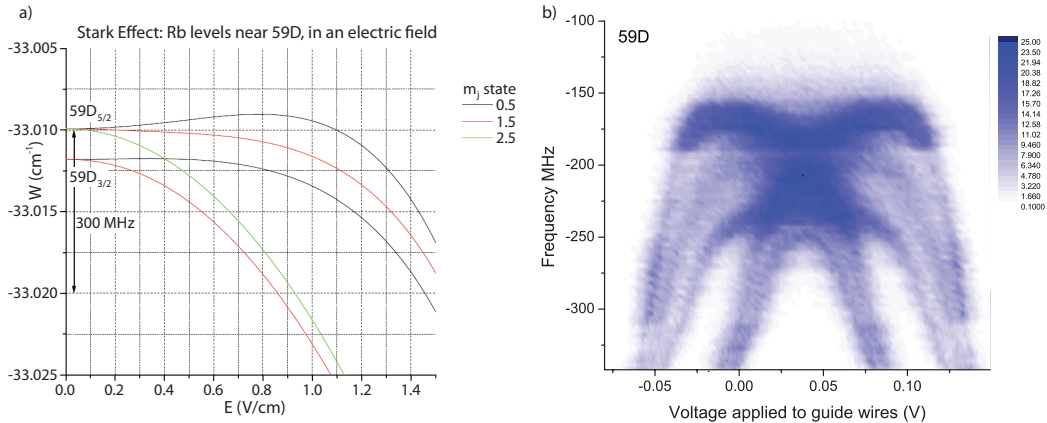 a)
Stark Effect: Rb levels near 59D, in an electric field
-33.005
-33.010
-33.015
-33.020
-33.025
W (cm-1)
59D5/2
59D3/2
300 MHz
0.0 0.2 0.4 0.6 0.8 1.0 1.2 1.4
E (V/cm)
mj state
0.5
1.5
2.5
b)
59D
-100
-150
-200
-250
-300
Frequency MHz
-0.05 0.00 0.05 0.10
Voltage applied to guide wires (V)
25.00
23.50
21.94
20.38
18.82
17.26
15.70
14.14
12.58
11.02
9.460
7.900
6.340
4.780
3.220
1.660
0.1000